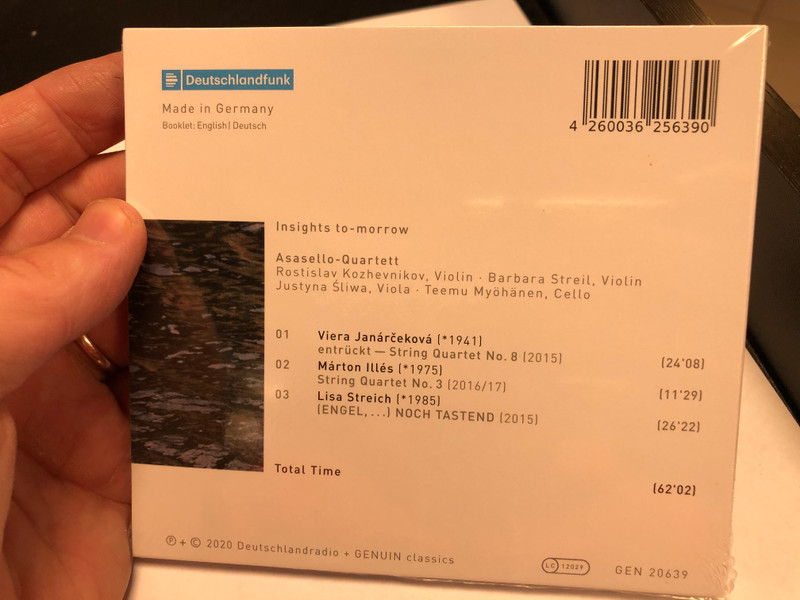 Deutschlandfunk
Made in Germany
Booklet: English | Deutsch
4 260036 256390
Insights to-morrow
Asasello-Quartett
Rostislav Kozhevnikov, Violin · Barbara Streil, Violin
Justyna Śliwa, Viola · Teemu Myöhänen, Cello
01 Viera Janárčeková (*1941)
entrückt — String Quartet No. 8 (2015) (24'08)
02 Márton Illés (*1975)
String Quartet No. 3 (2016/17) (11'29)
03 Lisa Streich (*1985)
(ENGEL, ...) NOCH TASTEND (2015) (26'22)
Total Time (62'02)
℗ + © 2020 Deutschlandradio + GENUIN classics
LC 12029
GEN 20639